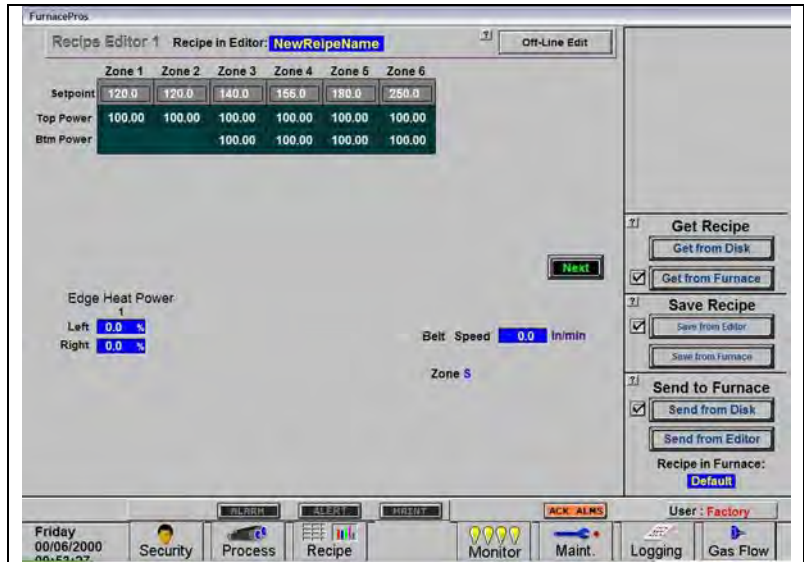 FurnacePros
Recipe Editor 1 Recipe in Editor: NewReIpeName ? Off-Line Edit
Zone 1 Zone 2 Zone 3 Zone 4 Zone 5 Zone 6
Setpoint 120.0 120.0 140.0 155.0 180.0 250.0
Top Power 100.00 100.00 100.00 100.00 100.00 100.00
Btm Power 100.00 100.00 100.00 100.00
? Get Recipe
Get from Disk
Next
Get from Furnace
Edge Heat Power
1
Left 0.0 %
Right 0.0 %
? Save Recipe
Save from Editor
Belt Speed 0.0 in/min
Save from Furnace
Zone S
? Send to Furnace
Send from Disk
Send from Editor
Recipe in Furnace:
Default
ALARM ALERT MAINT ACK ALMS User : Factory
Friday
00/06/2000
Security Process Recipe Monitor Maint. Logging Gas Flow